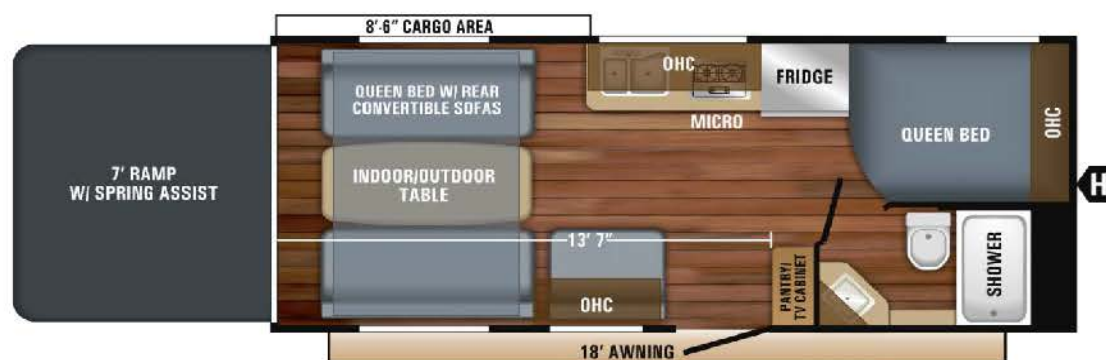 8'-6" CARGO AREA
7' RAMP
W/ SPRING ASSIST
QUEEN BED W/ REAR
CONVERTIBLE SOFAS
INDOOR/OUTDOOR
TABLE
13' 7"
OHC
OHC
MICRO
FRIDGE
QUEEN BED
OHC
H
PANTRY/
TV CABINET
SHOWER
18' AWNING